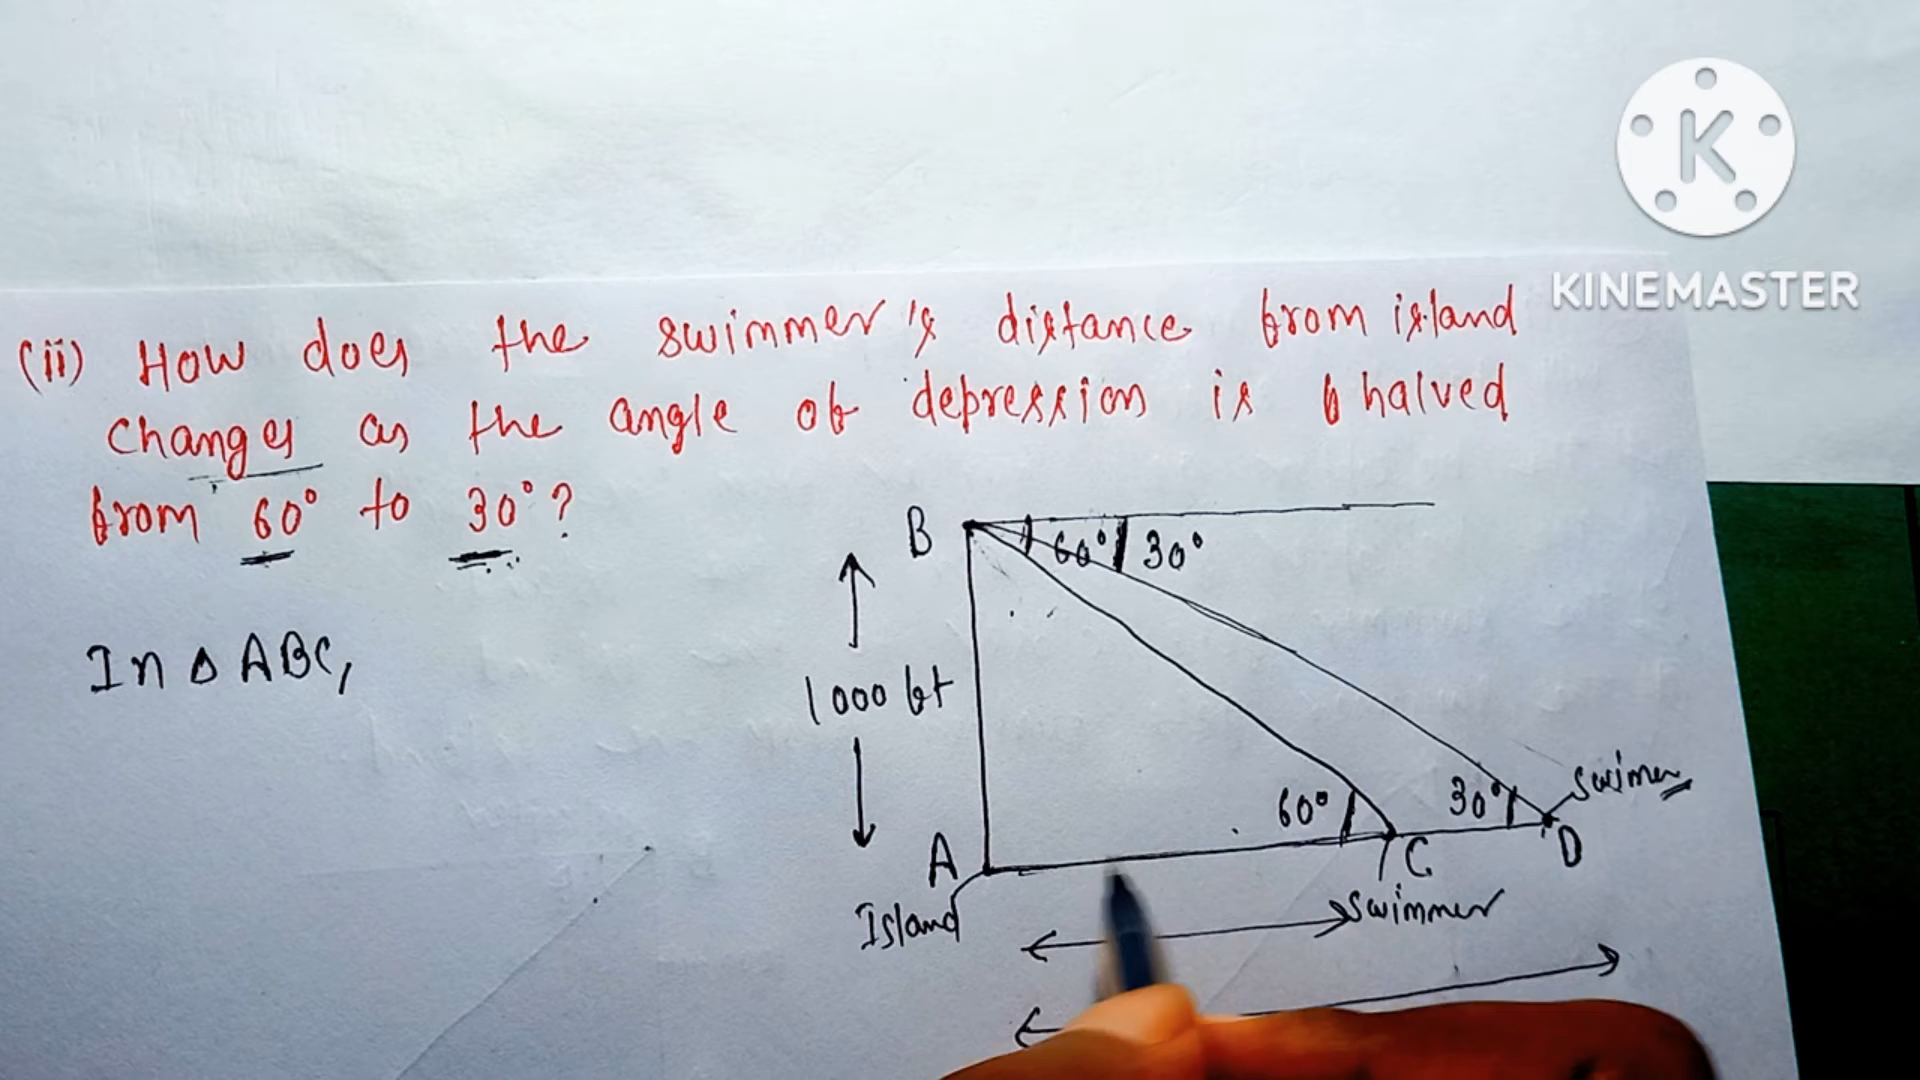 KINEMASTER
(ii) How does the swimmer's distance from island
changes as the angle of depression is halved
from 60° to 30°?
B
60° 30°
In Δ ABC,
1000 ft
60°
30°
swimer
A
C
D
Island
swimmer